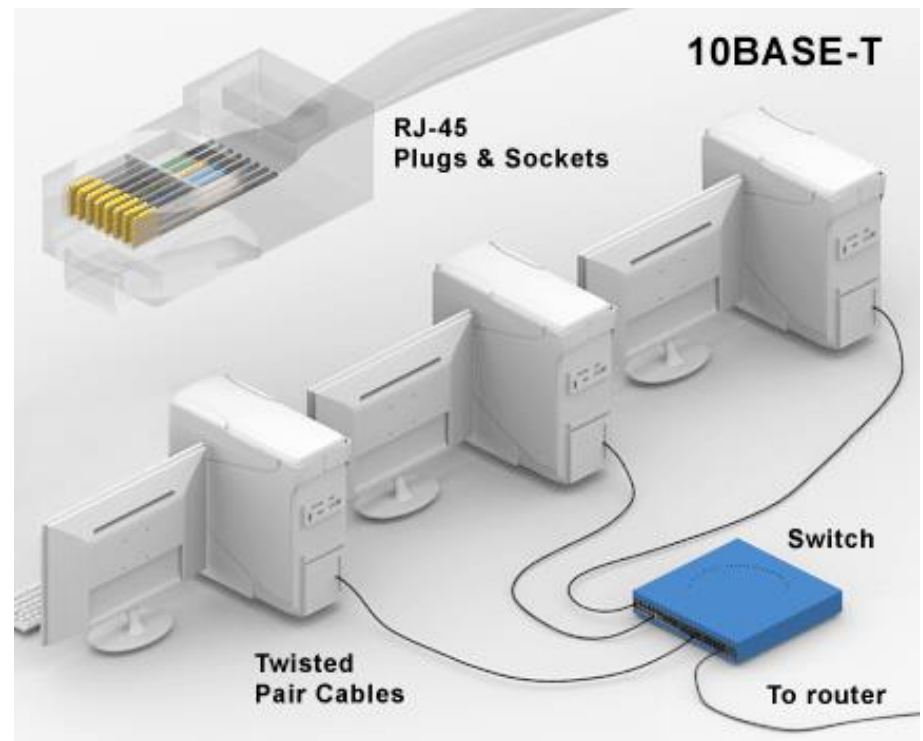 10BASE-T
RJ-45
Plugs & Sockets
Switch
Twisted
Pair Cables
To router